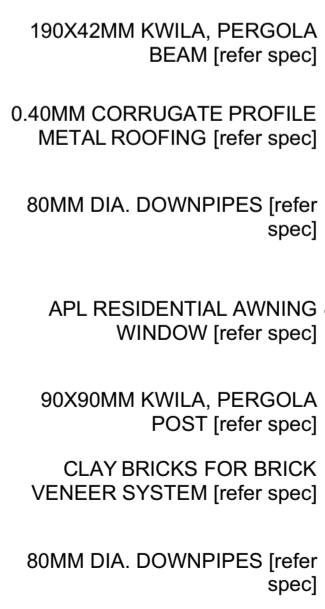 190X42MM KWILA, PERGOLA
BEAM [refer spec]
0.40MM CORRUGATE PROFILE
METAL ROOFING [refer spec]
80MM DIA. DOWNPIPES [refer
spec]
APL RESIDENTIAL AWNING
WINDOW [refer spec]
90X90MM KWILA, PERGOLA
POST [refer spec]
CLAY BRICKS FOR BRICK
VENEER SYSTEM [refer spec]
80MM DIA. DOWNPIPES [refer
spec]